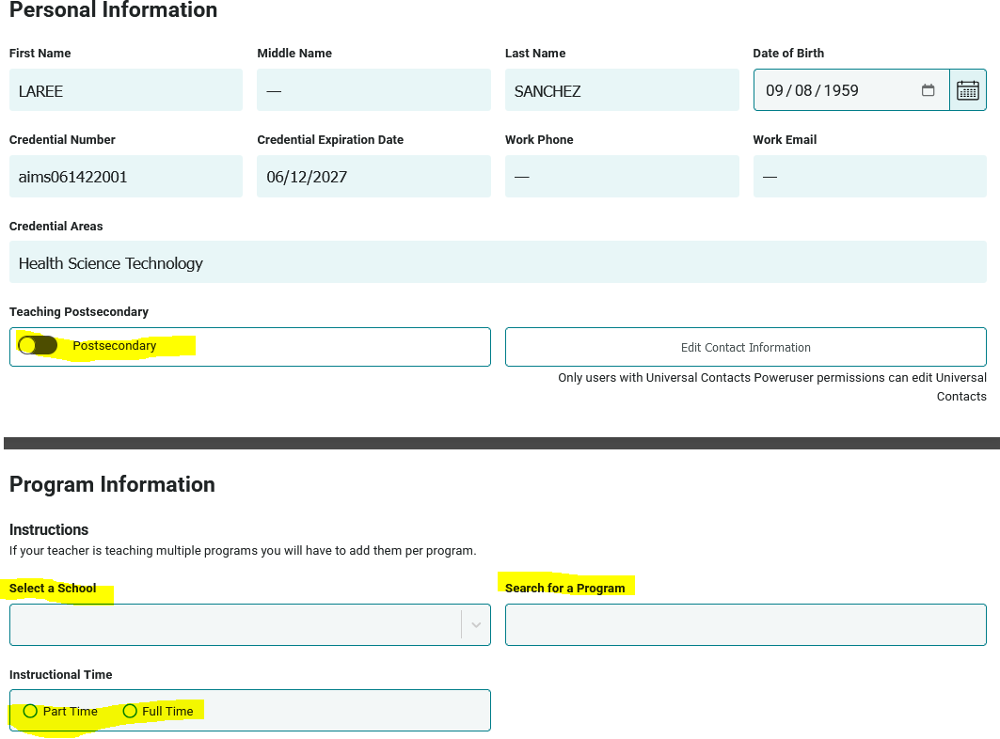 Personal Information
First Name Middle Name Last Name Date of Birth
LAREE — SANCHEZ 09/08/1959
Credential Number Credential Expiration Date Work Phone Work Email
aims061422001 06/12/2027 — —
Credential Areas
Health Science Technology
Teaching Postsecondary
Postsecondary Edit Contact Information
Only users with Universal Contacts Poweruser permissions can edit Universal
Contacts
Program Information
Instructions
If your teacher is teaching multiple programs you will have to add them per program.
Select a School Search for a Program
Instructional Time
Part Time Full Time